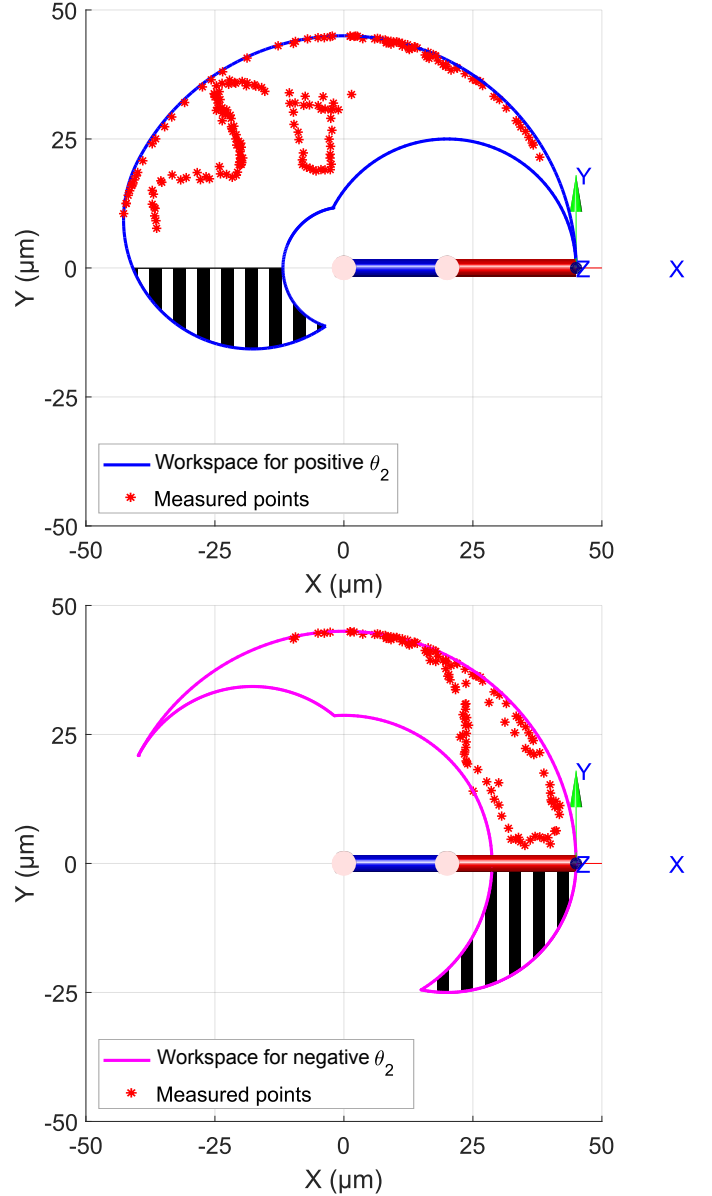 50
25
0
-25
-50
Y (µm)
Y
Z
X
Workspace for positive θ2
Measured points
-50 -25 0 25 50
X (µm)
50
25
0
-25
-50
Y (µm)
Y
Z
X
Workspace for negative θ2
Measured points
-50 -25 0 25 50
X (µm)